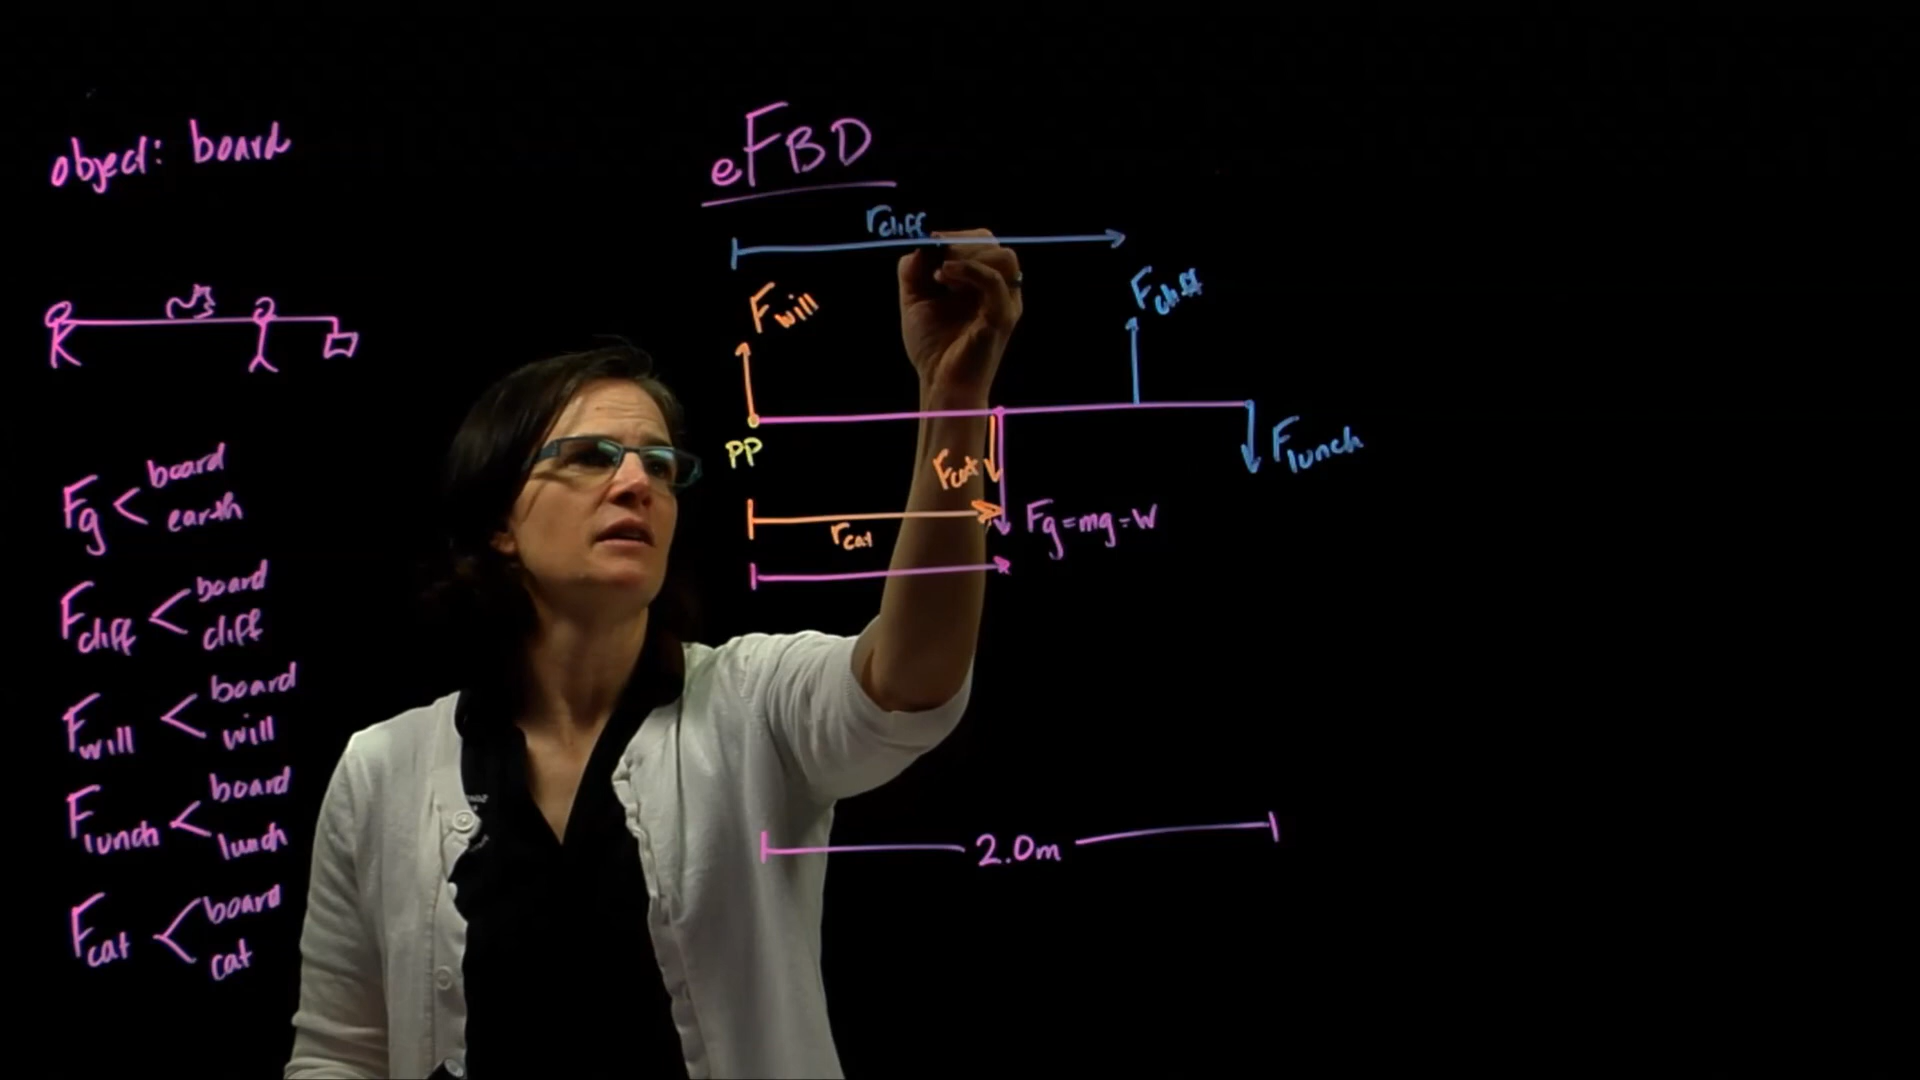 object: board
eFBD
rcliff
Fwill
Fcliff
PP
Fcat
Flunch
rcat
Fg=mg=W
Fg < board
earth
Fcliff < board
cliff
Fwill < board
will
Flunch < board
lunch
Fcat < board
cat
2.0m